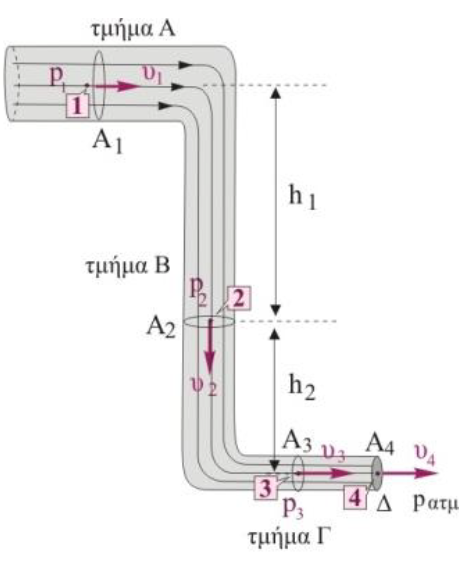 τμήμα Α
p₁ υ₁
1
A₁
h₁
τμήμα Β
p₂ 2
A₂
υ₂
h₂
A₃ υ₃ A₄ υ₄
3 4 Δ pατμ
p₃
τμήμα Γ